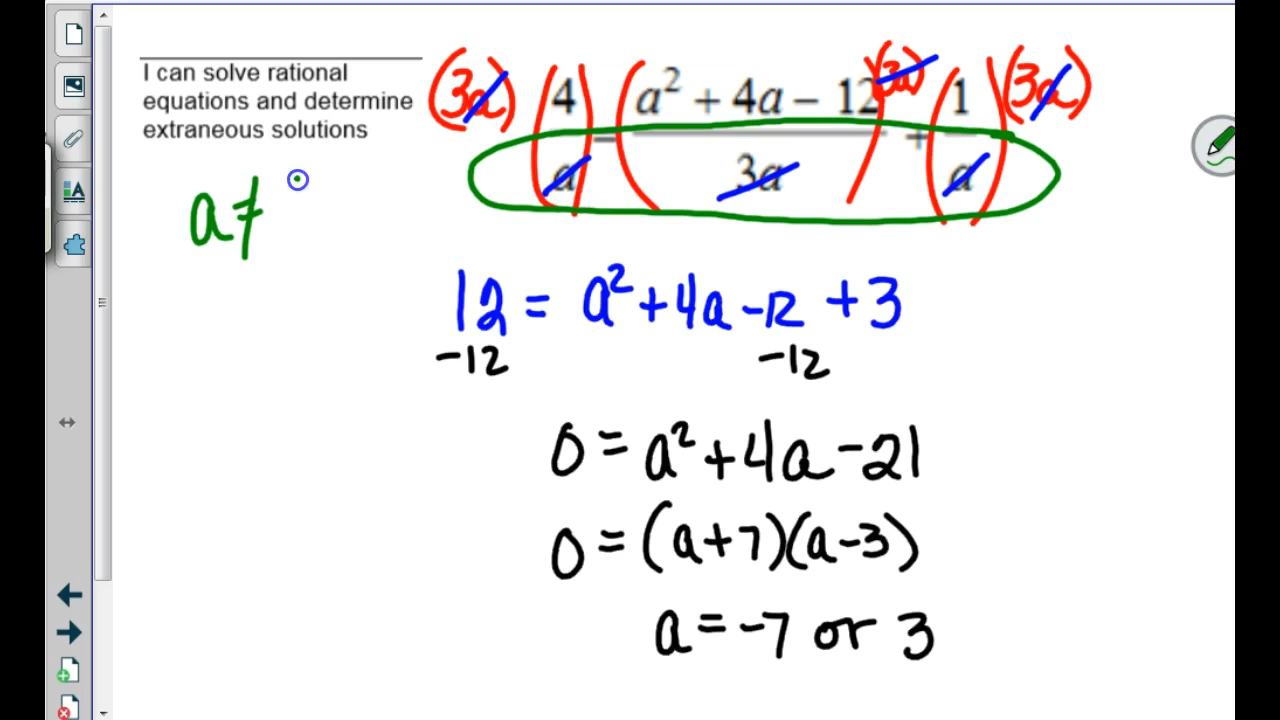 I can solve rational
equations and determine
extraneous solutions
(3a) (4/a) = (a² + 4a − 12 / 3a) (3a) + (1/a) (3a)
a ≠
12 = a² + 4a - 12 + 3
-12 -12
0 = a² + 4a - 21
0 = (a + 7)(a - 3)
a = -7 or 3